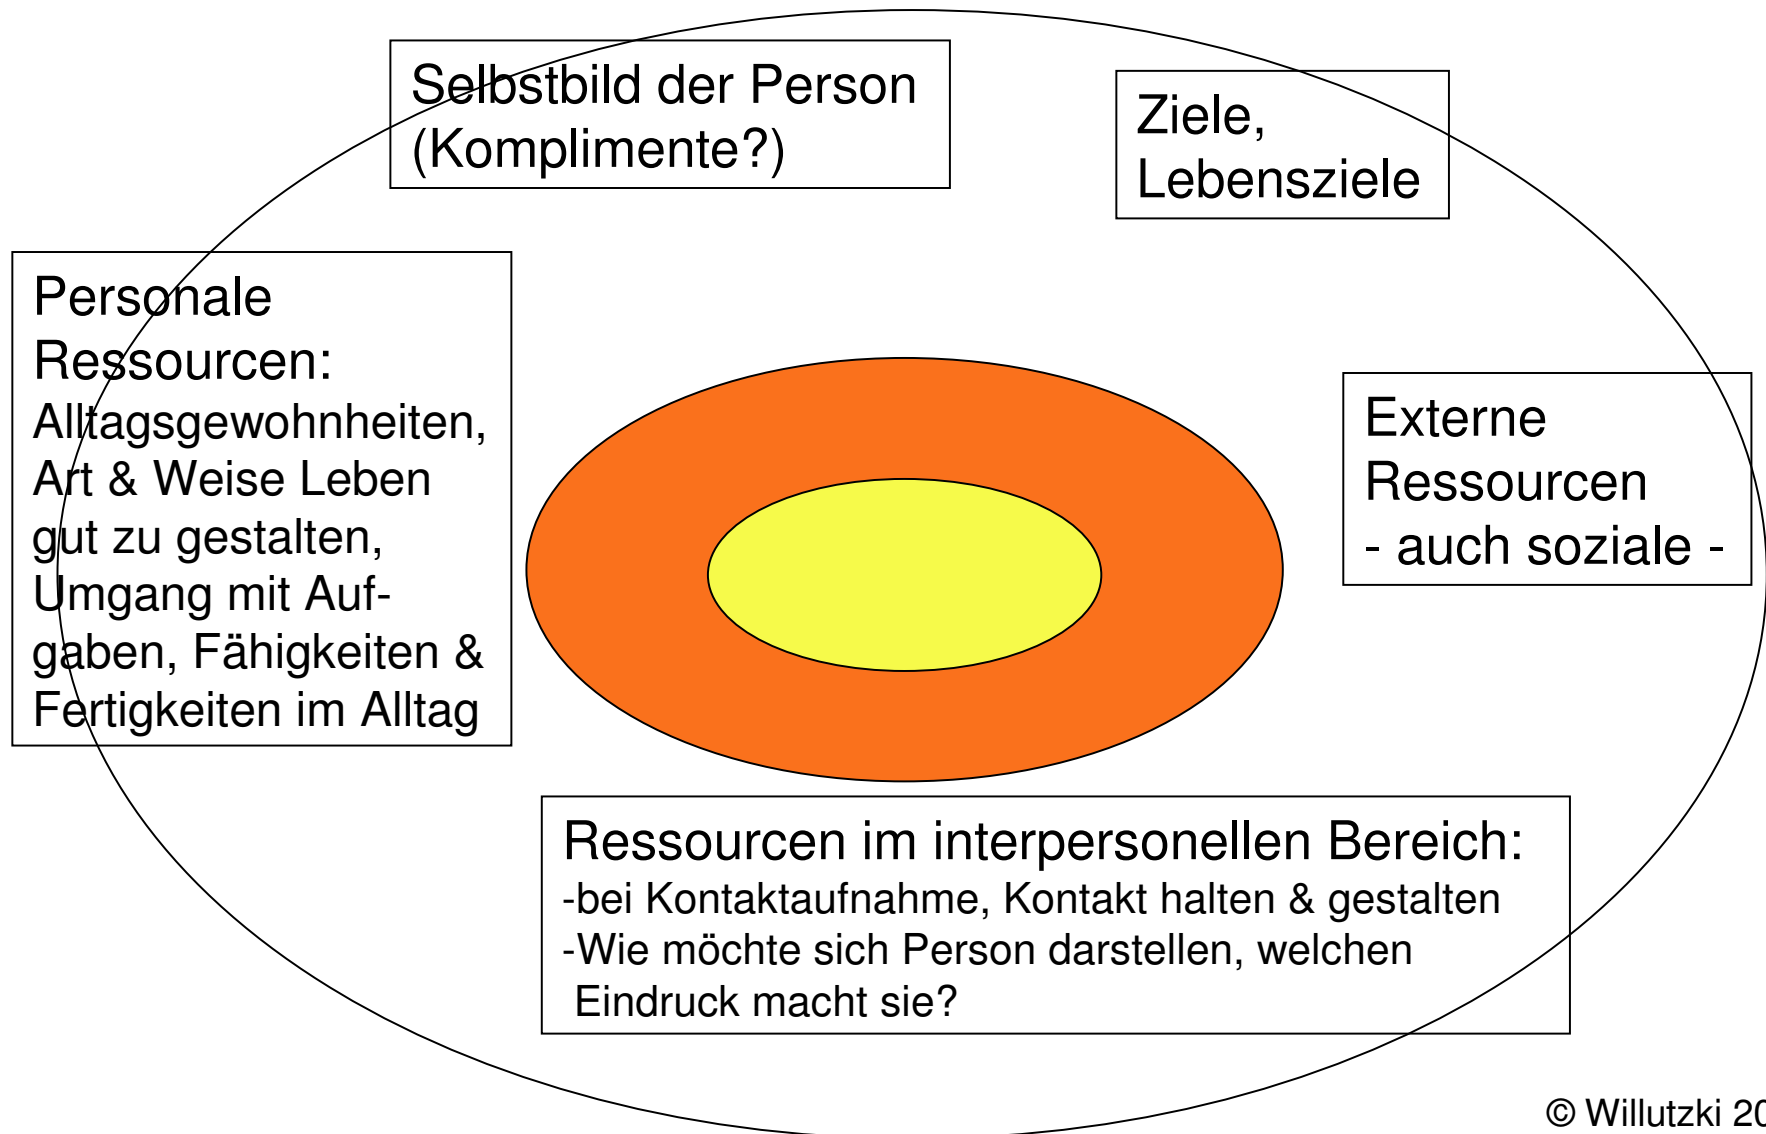 Selbstbild der Person
(Komplimente?)
Ziele,
Lebensziele
Personale
Ressourcen:
Alltagsgewohnheiten,
Art & Weise Leben
gut zu gestalten,
Umgang mit Auf-
gaben, Fähigkeiten &
Fertigkeiten im Alltag
Externe
Ressourcen
- auch soziale -
Ressourcen im interpersonellen Bereich:
-bei Kontaktaufnahme, Kontakt halten & gestalten
-Wie möchte sich Person darstellen, welchen
Eindruck macht sie?
© Willutzki